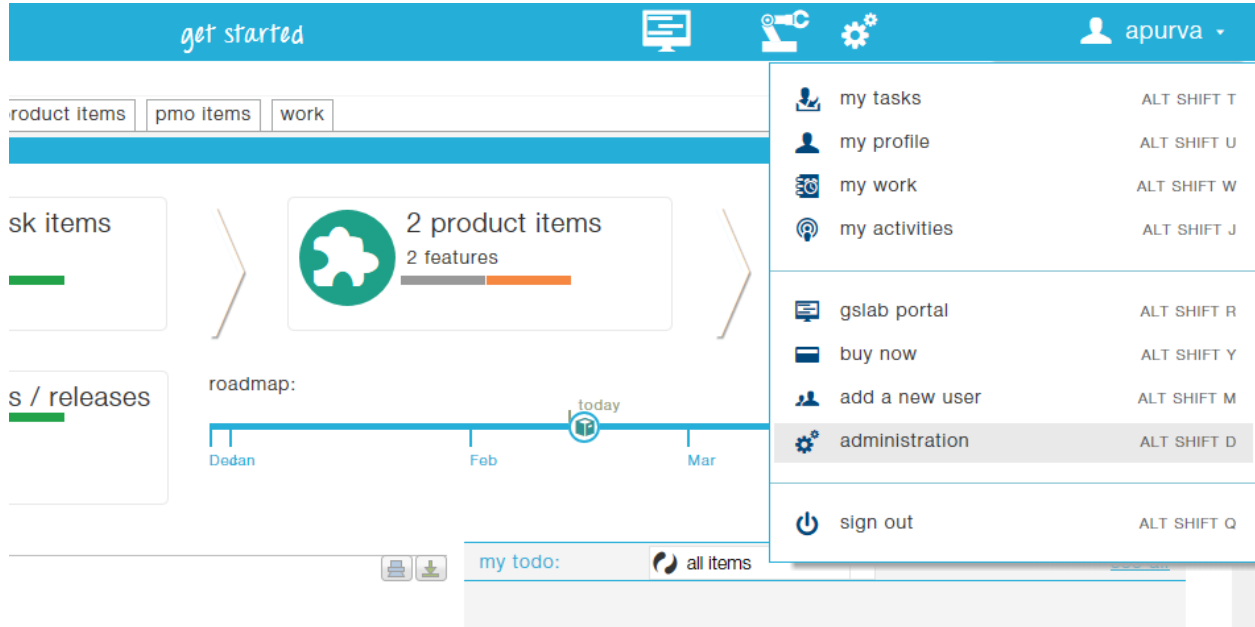 get started
apurva
product items
pmo items
work
my tasks ALT SHIFT T
my profile ALT SHIFT U
my work ALT SHIFT W
my activities ALT SHIFT J
gslab portal ALT SHIFT R
buy now ALT SHIFT Y
add a new user ALT SHIFT M
administration ALT SHIFT D
sign out ALT SHIFT Q
sk items
2 product items
2 features
s / releases
roadmap:
today
Feb
Mar
my todo:
all items